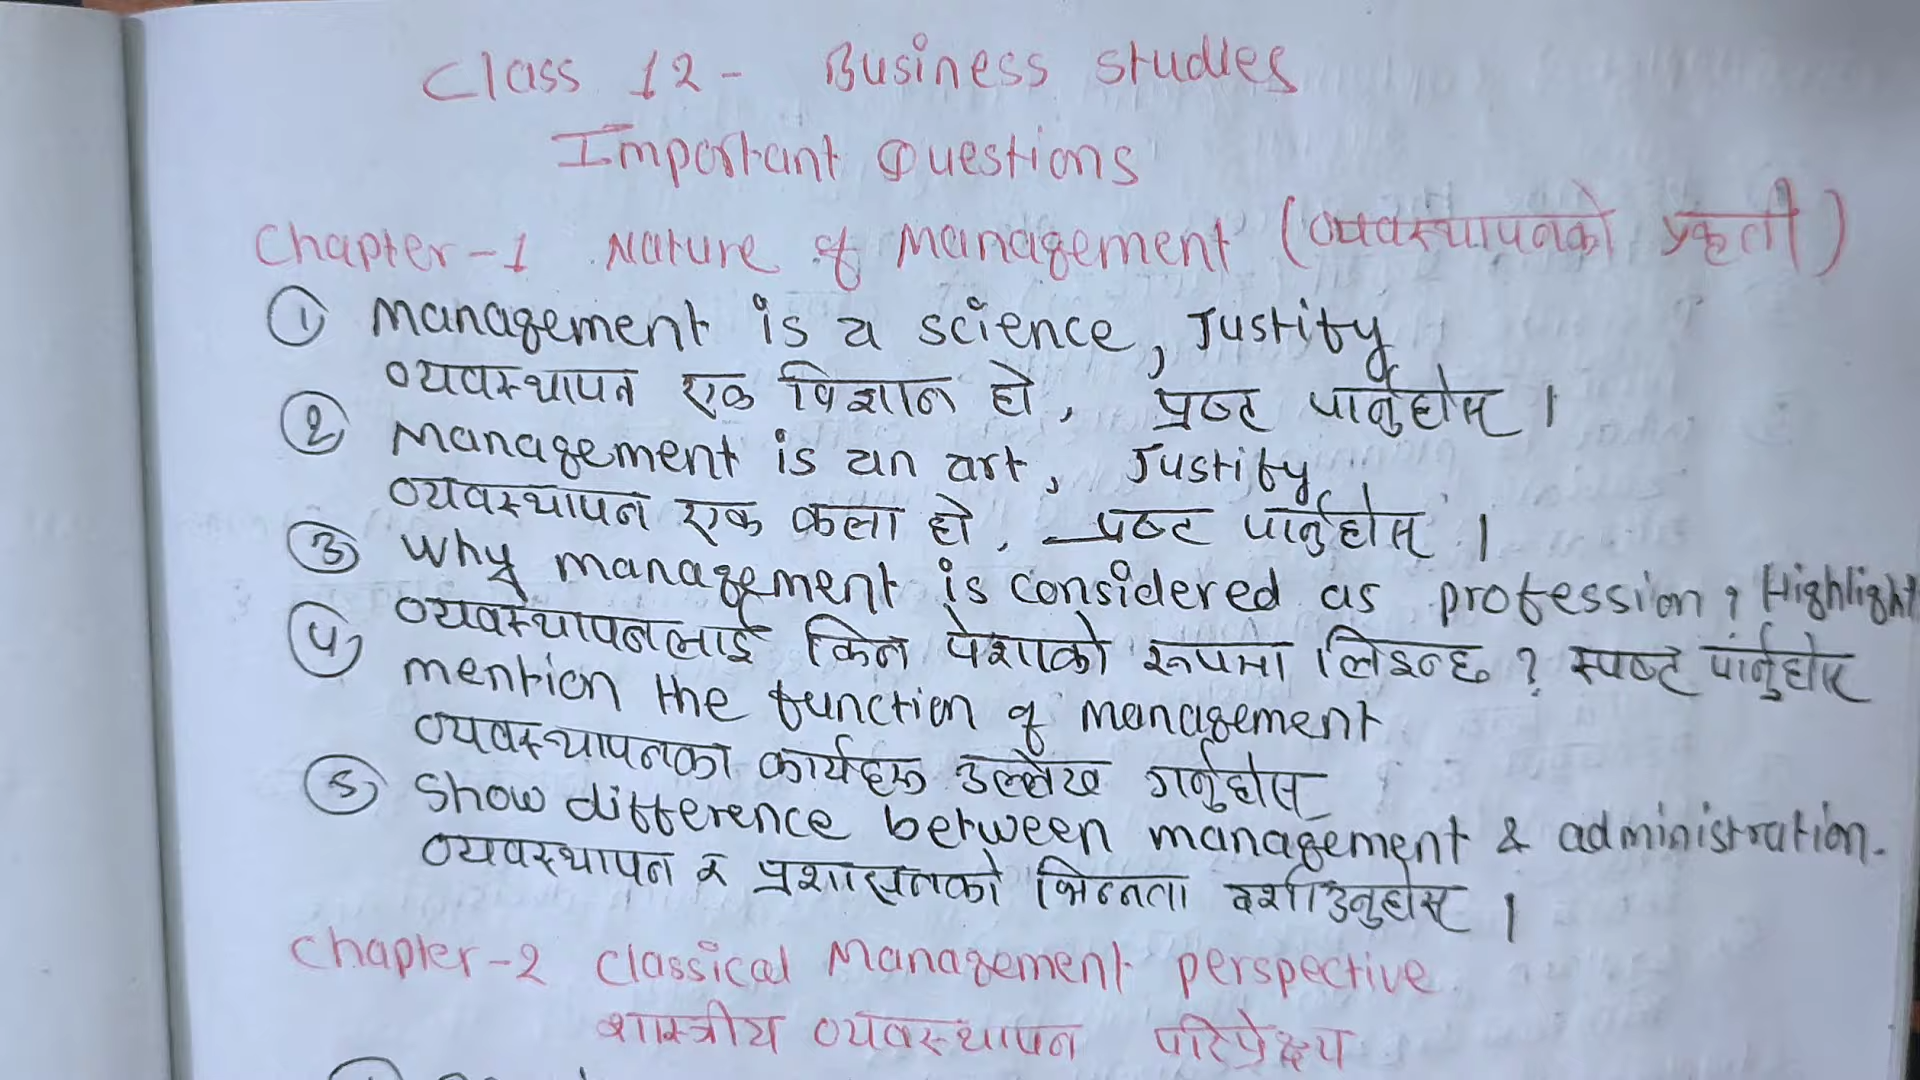 Class 12 - Business studies
Important Questions
Chapter-1 Nature of Management (व्यवस्थापनको प्रकृती)
① Management is a science, Justify
व्यवस्थापन एक विज्ञान हो, प्रष्ट पार्नुहोस् ।
② Management is an art, Justify
व्यवस्थापन एक कला हो, प्रष्ट पार्नुहोस् ।
③ Why management is considered as profession? Highlight
व्यवस्थापनलाई किन पेशाको रूपमा लिइन्छ ? स्पष्ट पार्नुहोस
④ mention the function of management
व्यवस्थापनका कार्यहरू उल्लेख गर्नुहोस्
⑤ Show difference between management & administration.
व्यवस्थापन र प्रशासनको भिन्नता दर्शाउनुहोस् ।
Chapter-2 Classical Management perspective
शास्त्रीय व्यवस्थापन परिप्रेक्ष्य